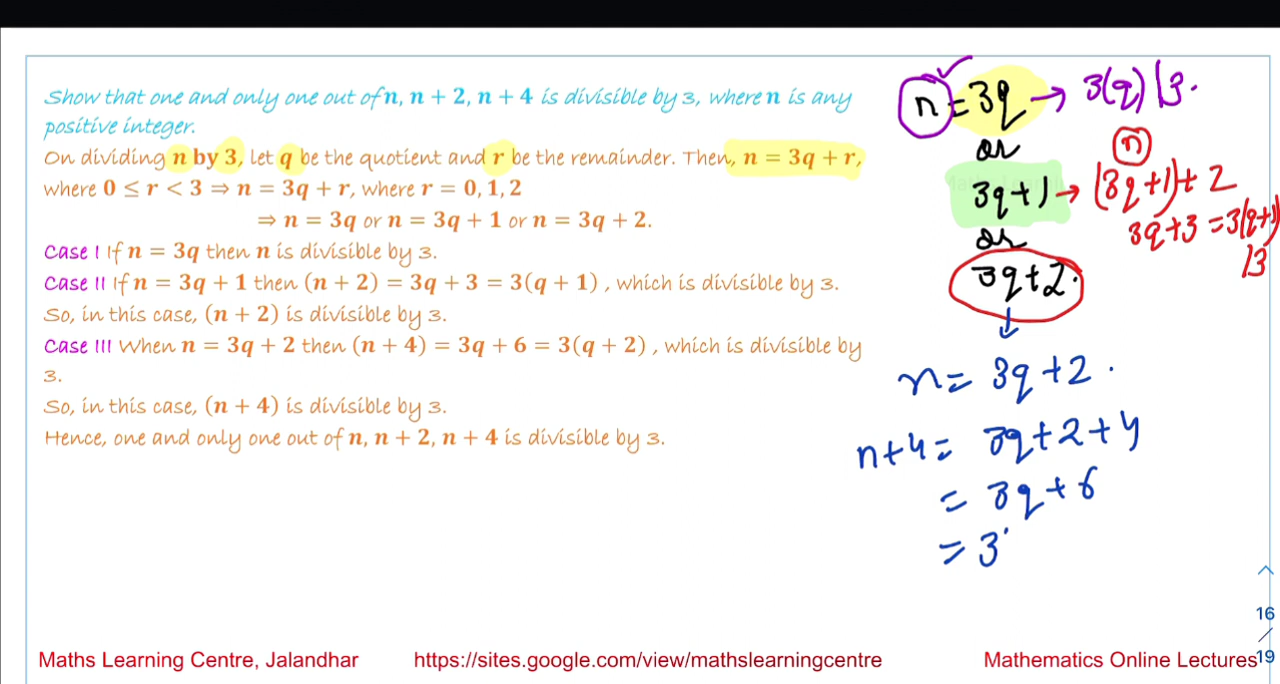 Show that one and only one out of n, n + 2, n + 4 is divisible by 3, where n is any
positive integer.
On dividing n by 3, let q be the quotient and r be the remainder. Then, n = 3q + r,
where 0 ≤ r < 3 ⇒ n = 3q + r, where r = 0, 1, 2
⇒ n = 3q or n = 3q + 1 or n = 3q + 2.
Case I If n = 3q then n is divisible by 3.
Case II If n = 3q + 1 then (n + 2) = 3q + 3 = 3(q + 1) , which is divisible by 3.
So, in this case, (n + 2) is divisible by 3.
Case III When n = 3q + 2 then (n + 4) = 3q + 6 = 3(q + 2) , which is divisible by
3.
So, in this case, (n + 4) is divisible by 3.
Hence, one and only one out of n, n + 2, n + 4 is divisible by 3.
n = 3q → 3(q) | 3.
or
n
3q+1 → (3q+1)+2
3q+3 = 3(q+1)
|3
or
3q+2.
n = 3q+2.
n+4 = 3q+2+4
= 3q+6
= 3
16
19
Maths Learning Centre, Jalandhar
https://sites.google.com/view/mathslearningcentre
Mathematics Online Lectures